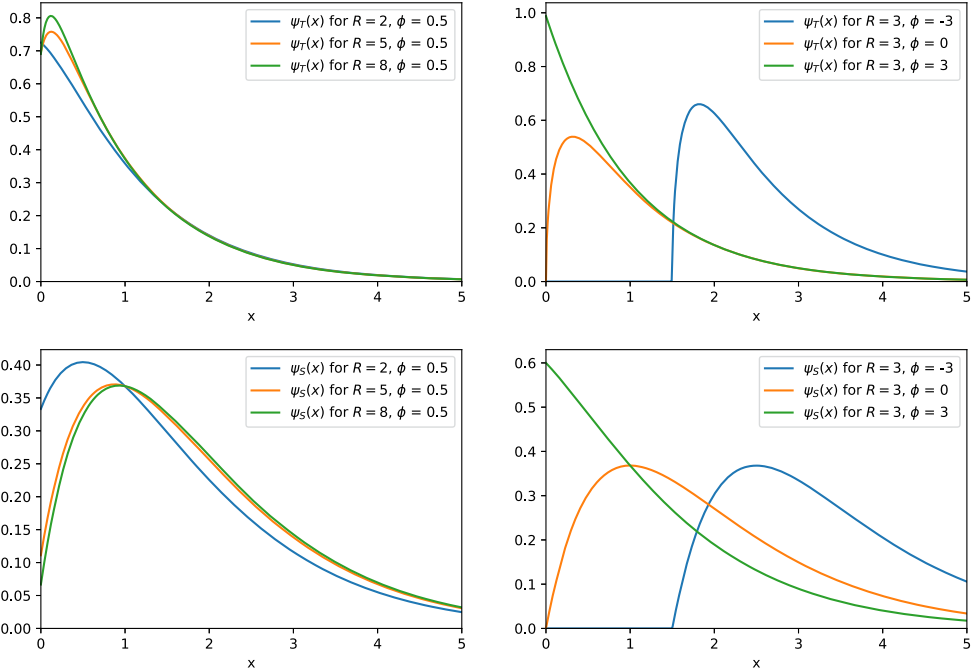 ψT(x) for R = 2, ϕ = 0.5
ψT(x) for R = 5, ϕ = 0.5
ψT(x) for R = 8, ϕ = 0.5
0.8
0.7
0.6
0.5
0.4
0.3
0.2
0.1
0.0
0 1 2 3 4 5
x
ψT(x) for R = 3, ϕ = -3
ψT(x) for R = 3, ϕ = 0
ψT(x) for R = 3, ϕ = 3
1.0
0.8
0.6
0.4
0.2
0.0
0 1 2 3 4 5
x
ψS(x) for R = 2, ϕ = 0.5
ψS(x) for R = 5, ϕ = 0.5
ψS(x) for R = 8, ϕ = 0.5
0.40
0.35
0.30
0.25
0.20
0.15
0.10
0.05
0.00
0 1 2 3 4 5
x
ψS(x) for R = 3, ϕ = -3
ψS(x) for R = 3, ϕ = 0
ψS(x) for R = 3, ϕ = 3
0.6
0.5
0.4
0.3
0.2
0.1
0.0
0 1 2 3 4 5
x